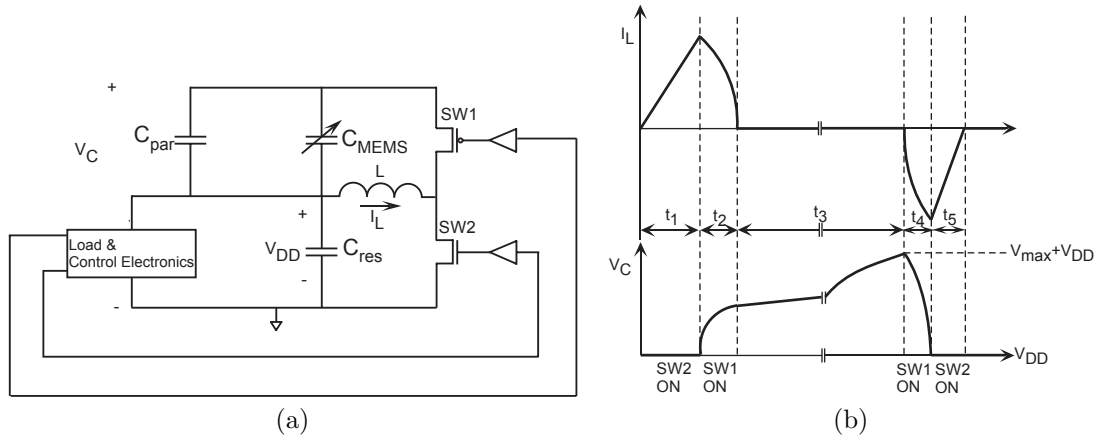 +
V_C
C_par
C_MEMS
SW1
L
I_L
SW2
+
V_DD
-
C_res
-
Load &
Control Electronics
-
(a)
I_L
t_1
t_2
t_3
t_4
t_5
V_C
V_max+V_DD
V_DD
SW2
ON
SW1
ON
SW1
ON
SW2
ON
(b)